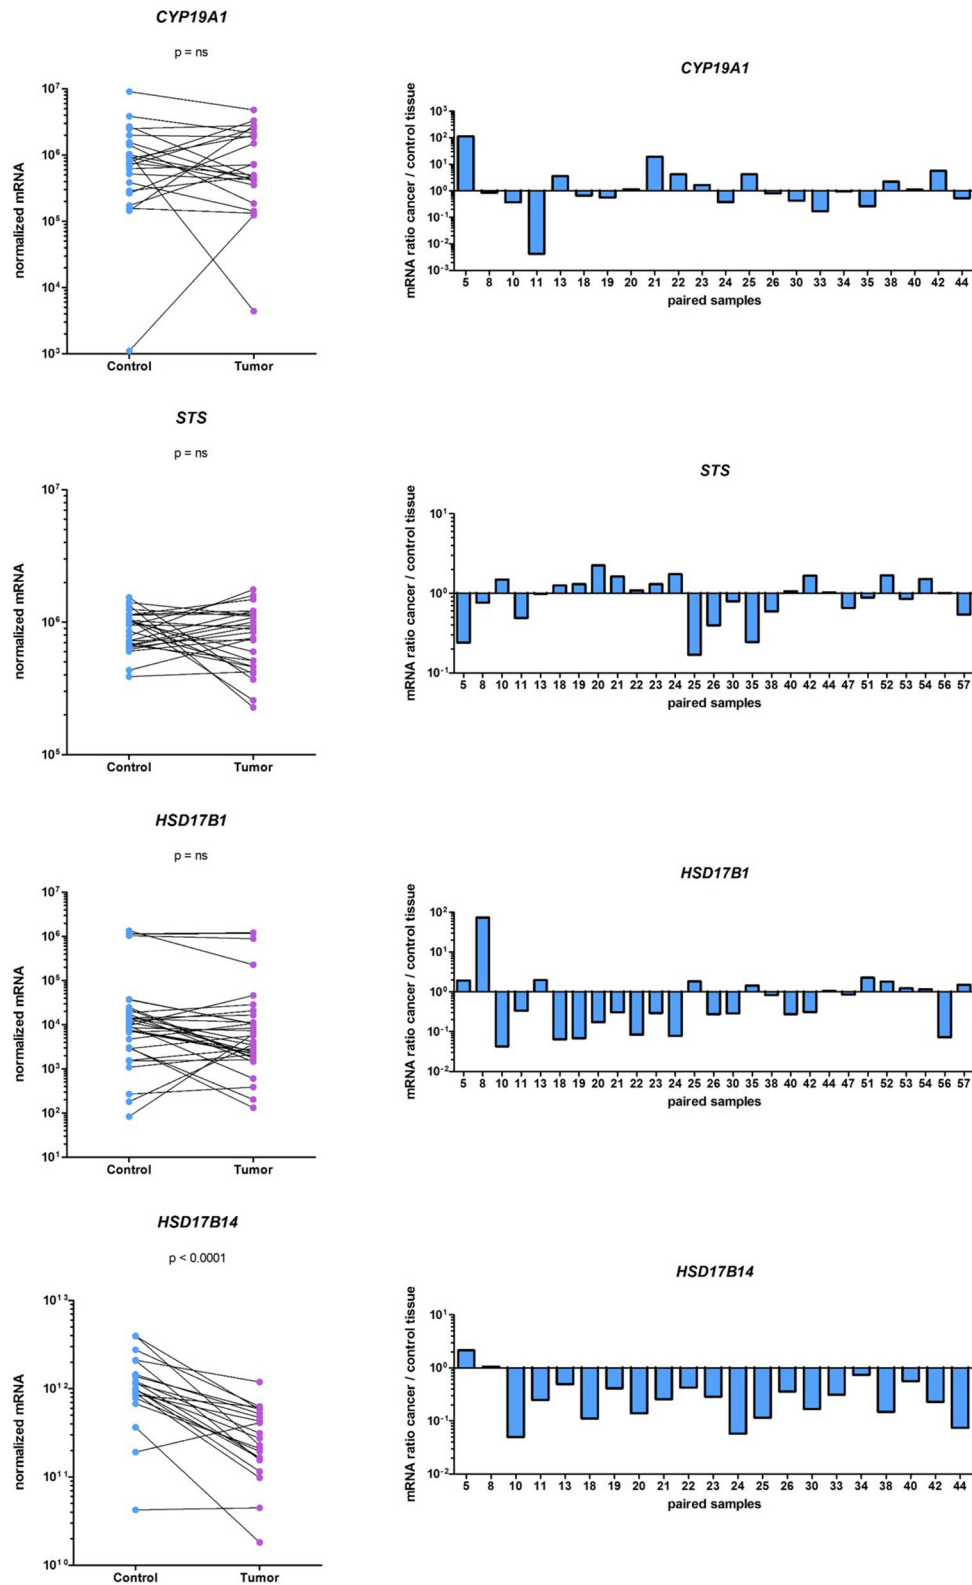 CYP19A1
p = ns
normalized mRNA
10⁷
10⁶
10⁵
10⁴
10³
Control Tumor
CYP19A1
mRNA ratio cancer / control tissue
10³
10²
10¹
10⁰
10⁻¹
10⁻²
10⁻³
5 8 10 11 13 18 19 20 21 22 23 24 25 26 30 33 34 35 38 40 42 44
paired samples
STS
p = ns
normalized mRNA
10⁷
10⁶
10⁵
Control Tumor
STS
mRNA ratio cancer / control tissue
10¹
10⁰
10⁻¹
5 8 10 11 13 18 19 20 21 22 23 24 25 26 30 35 38 40 42 44 47 51 52 53 54 56 57
paired samples
HSD17B1
p = ns
normalized mRNA
10⁷
10⁶
10⁵
10⁴
10³
10²
10¹
Control Tumor
HSD17B1
mRNA ratio cancer / control tissue
10²
10¹
10⁰
10⁻¹
10⁻²
5 8 10 11 13 18 19 20 21 22 23 24 25 26 30 35 38 40 42 44 47 51 52 53 54 56 57
paired samples
HSD17B14
p < 0.0001
normalized mRNA
10¹³
10¹²
10¹¹
10¹⁰
Control Tumor
HSD17B14
mRNA ratio cancer / control tissue
10¹
10⁰
10⁻¹
10⁻²
5 8 10 11 13 18 19 20 21 22 23 24 25 26 30 33 34 38 40 42 44
paired samples